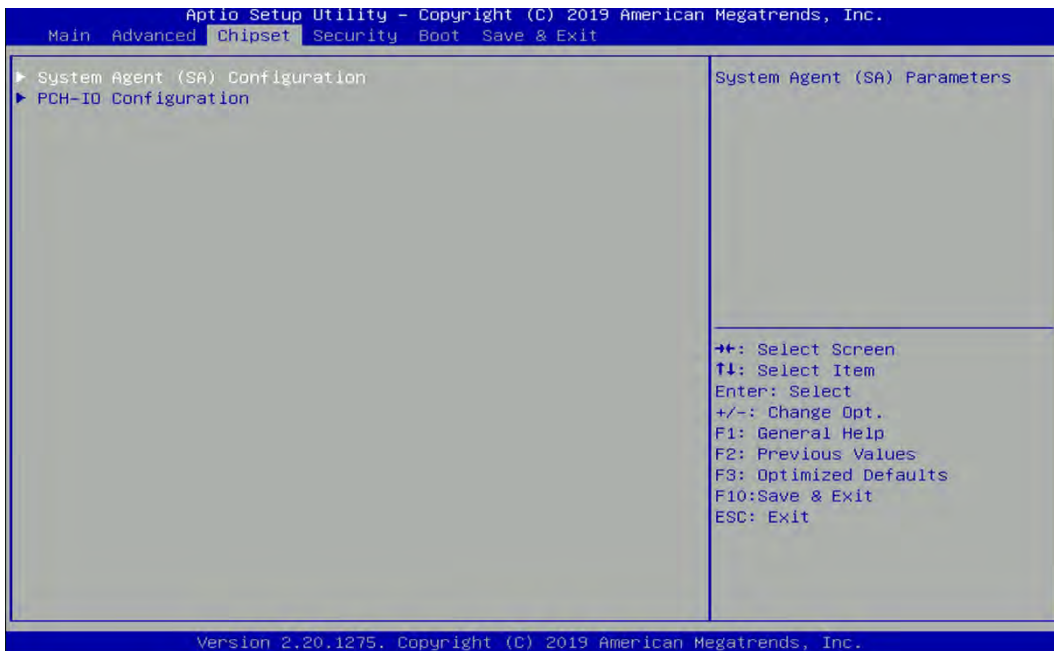 Aptio Setup Utility – Copyright (C) 2019 American Megatrends, Inc.
Main Advanced Chipset Security Boot Save & Exit
▶ System Agent (SA) Configuration
▶ PCH-IO Configuration
System Agent (SA) Parameters
→←: Select Screen
↑↓: Select Item
Enter: Select
+/-: Change Opt.
F1: General Help
F2: Previous Values
F3: Optimized Defaults
F10:Save & Exit
ESC: Exit
Version 2.20.1275. Copyright (C) 2019 American Megatrends, Inc.